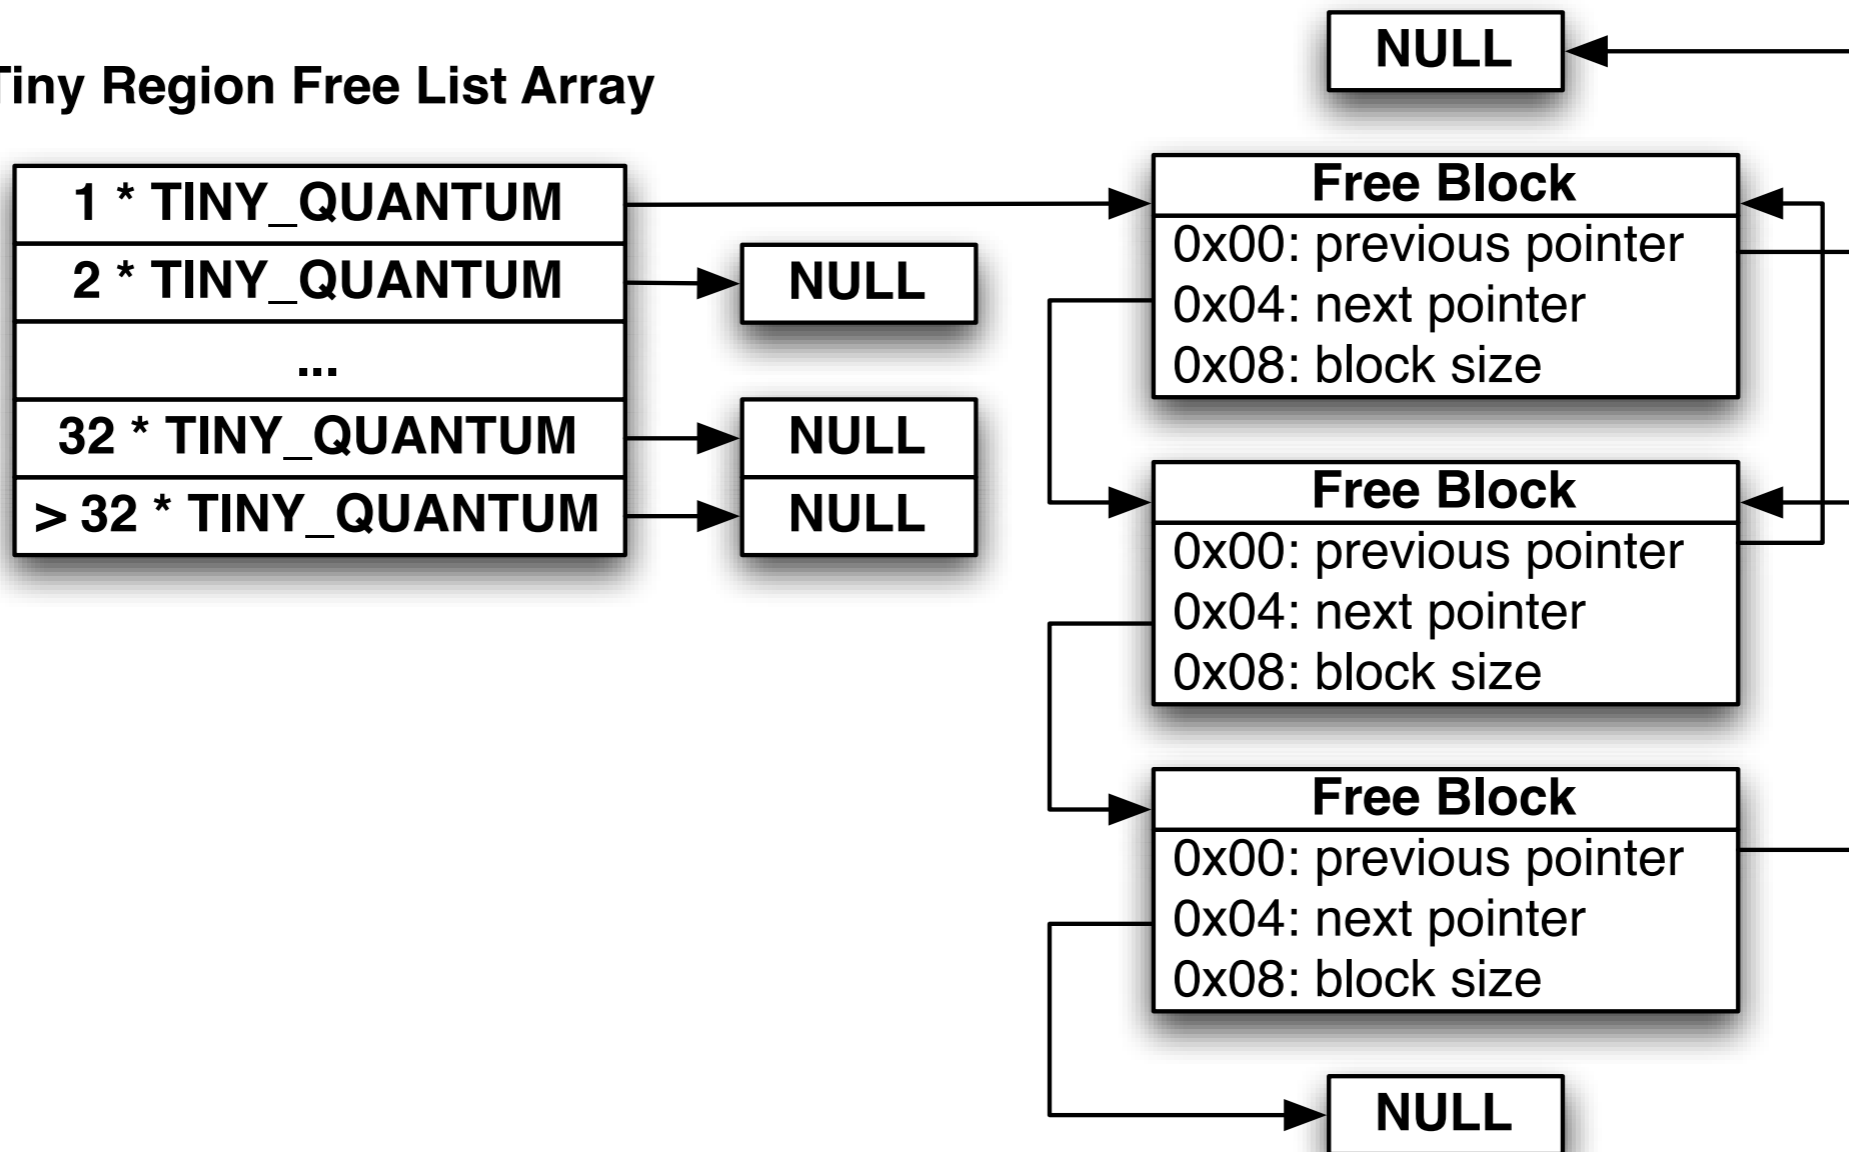 Tiny Region Free List Array
1 * TINY_QUANTUM
2 * TINY_QUANTUM
...
32 * TINY_QUANTUM
> 32 * TINY_QUANTUM
NULL
NULL
NULL
NULL
Free Block
0x00: previous pointer
0x04: next pointer
0x08: block size
Free Block
0x00: previous pointer
0x04: next pointer
0x08: block size
Free Block
0x00: previous pointer
0x04: next pointer
0x08: block size
NULL